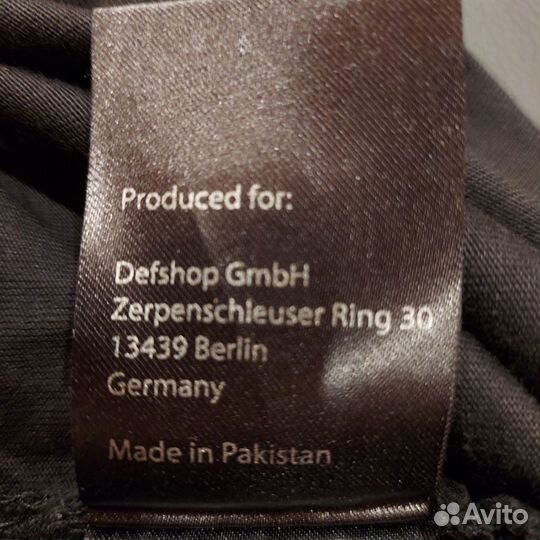 Produced for:
Defshop GmbH
Zerpenschleuser Ring 30
13439 Berlin
Germany
Made in Pakistan
Avito